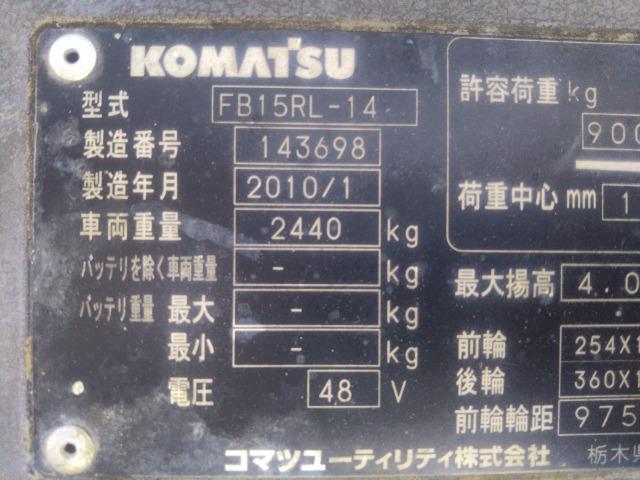 KOMATSU
型式 FB15RL-14
製造番号 143698
製造年月 2010/1
車両重量 2440 kg
バッテリを除く車両重量 - kg
バッテリ重量 最大 - kg
最小 - kg
電圧 48 V
許容荷重 kg
900
荷重中心 mm 1
最大揚高 4.0
前輪 254X1
後輪 360X1
前輪輪距 975
コマツユーティリティ株式会社 栃木県